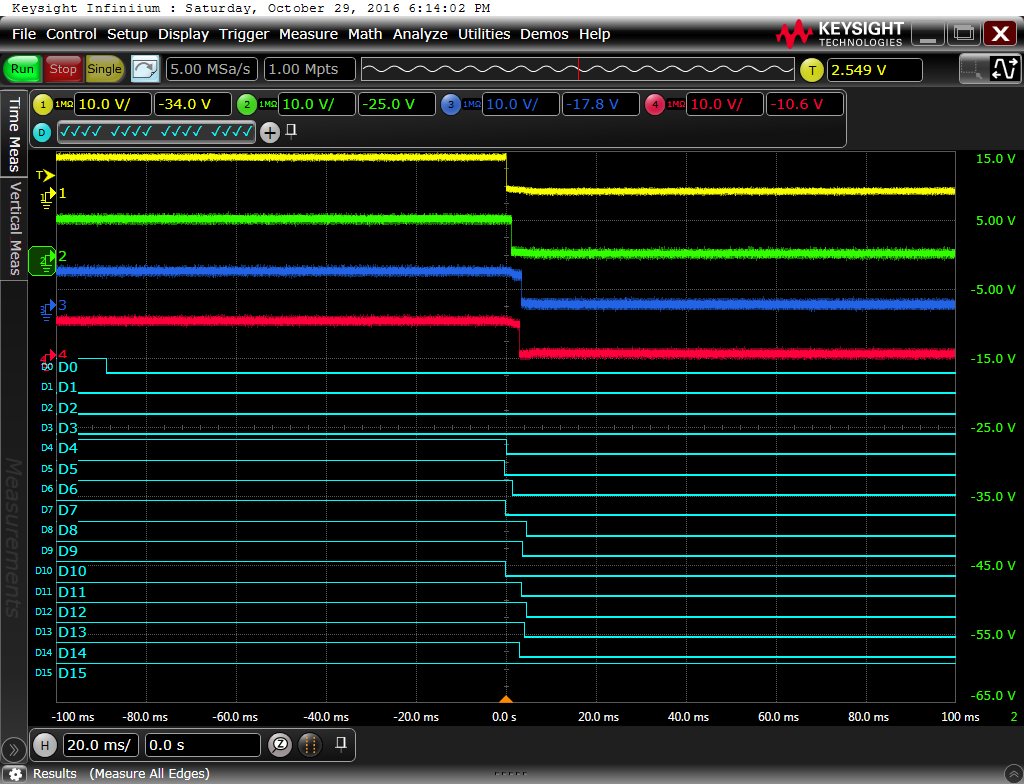 Keysight Infiniium : Saturday, October 29, 2016 6:14:02 PM
File Control Setup Display Trigger Measure Math Analyze Utilities Demos Help
KEYSIGHT
TECHNOLOGIES
Run Stop Single 5.00 MSa/s 1.00 Mpts T 2.549 V
1 1MΩ 10.0 V/ -34.0 V 2 1MΩ 10.0 V/ -25.0 V 3 1MΩ 10.0 V/ -17.8 V 4 1MΩ 10.0 V/ -10.6 V
D
Time Meas
Vertical Meas
Measurements
T
15.0 V
1 1
5.00 V
2 2
-5.00 V
3 3
-15.0 V
4 4
D0 D0
D1 D1
D2 D2
D3 D3
-25.0 V
D4 D4
D5 D5
D6 D6
-35.0 V
D7 D7
D8 D8
D9 D9
D10 D10
-45.0 V
D11 D11
D12 D12
D13 D13
-55.0 V
D14 D14
D15 D15
-65.0 V
-100 ms -80.0 ms -60.0 ms -40.0 ms -20.0 ms 0.0 s 20.0 ms 40.0 ms 60.0 ms 80.0 ms 100 ms 2
H 20.0 ms/ 0.0 s Z
Results (Measure All Edges)